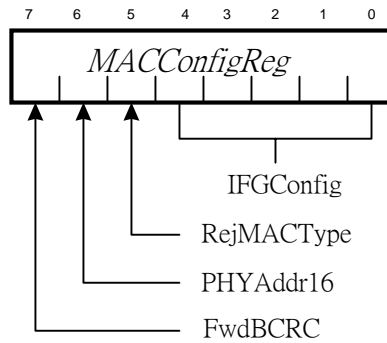 7 6 5 4 3 2 1 0
MACConfigReg
IFGConfig
RejMACType
PHYAddr16
FwdBCRC